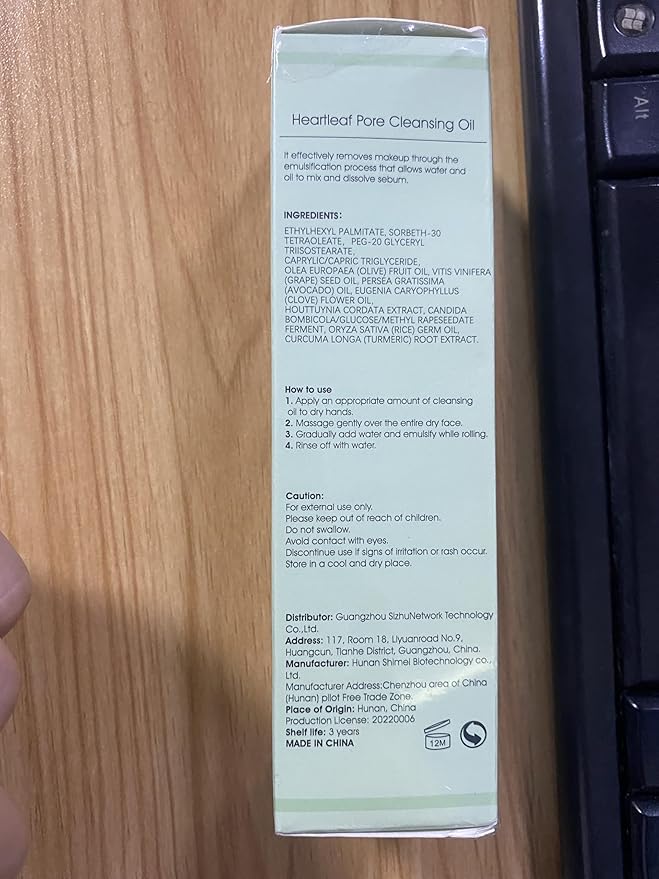 Heartleaf Pore Cleansing Oil
It effectively removes makeup through the
emulsification process that allows water and
oil to mix and dissolve sebum.
INGREDIENTS:
ETHYLHEXYL PALMITATE, SORBETH-30
TETRAOLEATE, PEG-20 GLYCERYL
TRIISOSTEARATE,
CAPRYLIC/CAPRIC TRIGLYCERIDE,
OLEA EUROPAEA (OLIVE) FRUIT OIL, VITIS VINIFERA
(GRAPE) SEED OIL, PERSEA GRATISSIMA
(AVOCADO) OIL, EUGENIA CARYOPHYLLUS
(CLOVE) FLOWER OIL,
HOUTTUYNIA CORDATA EXTRACT, CANDIDA
BOMBICOLA/GLUCOSE/METHYL RAPESEEDATE
FERMENT, ORYZA SATIVA (RICE) GERM OIL,
CURCUMA LONGA (TURMERIC) ROOT EXTRACT.
How to use
1. Apply an appropriate amount of cleansing
oil to dry hands.
2. Massage gently over the entire dry face.
3. Gradually add water and emulsify while rolling.
4. Rinse off with water.
Caution:
For external use only.
Please keep out of reach of children.
Do not swallow.
Avoid contact with eyes.
Discontinue use if signs of irritation or rash occur.
Store in a cool and dry place.
Distributor: Guangzhou SizhuNetwork Technology
Co.,Ltd.
Address: 117, Room 18, Liyuanroad No.9,
Huangcun, Tianhe District, Guangzhou, China.
Manufacturer: Hunan Shimei Biotechnology co.,
Ltd.
Manufacturer Address:Chenzhou area of China
(Hunan) pilot Free Trade Zone.
Place of Origin: Hunan, China
Production License: 20220006
Shelf life: 3 years
MADE IN CHINA
12M
Alt